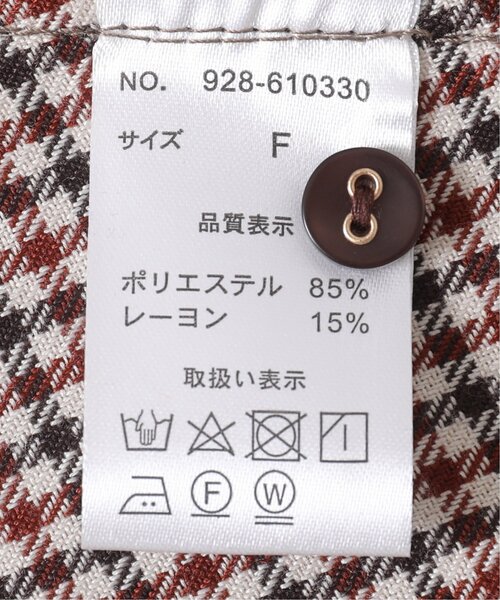 NO. 928-610330
サイズ F
品質表示
ポリエステル 85%
レーヨン 15%
取扱い表示
F W